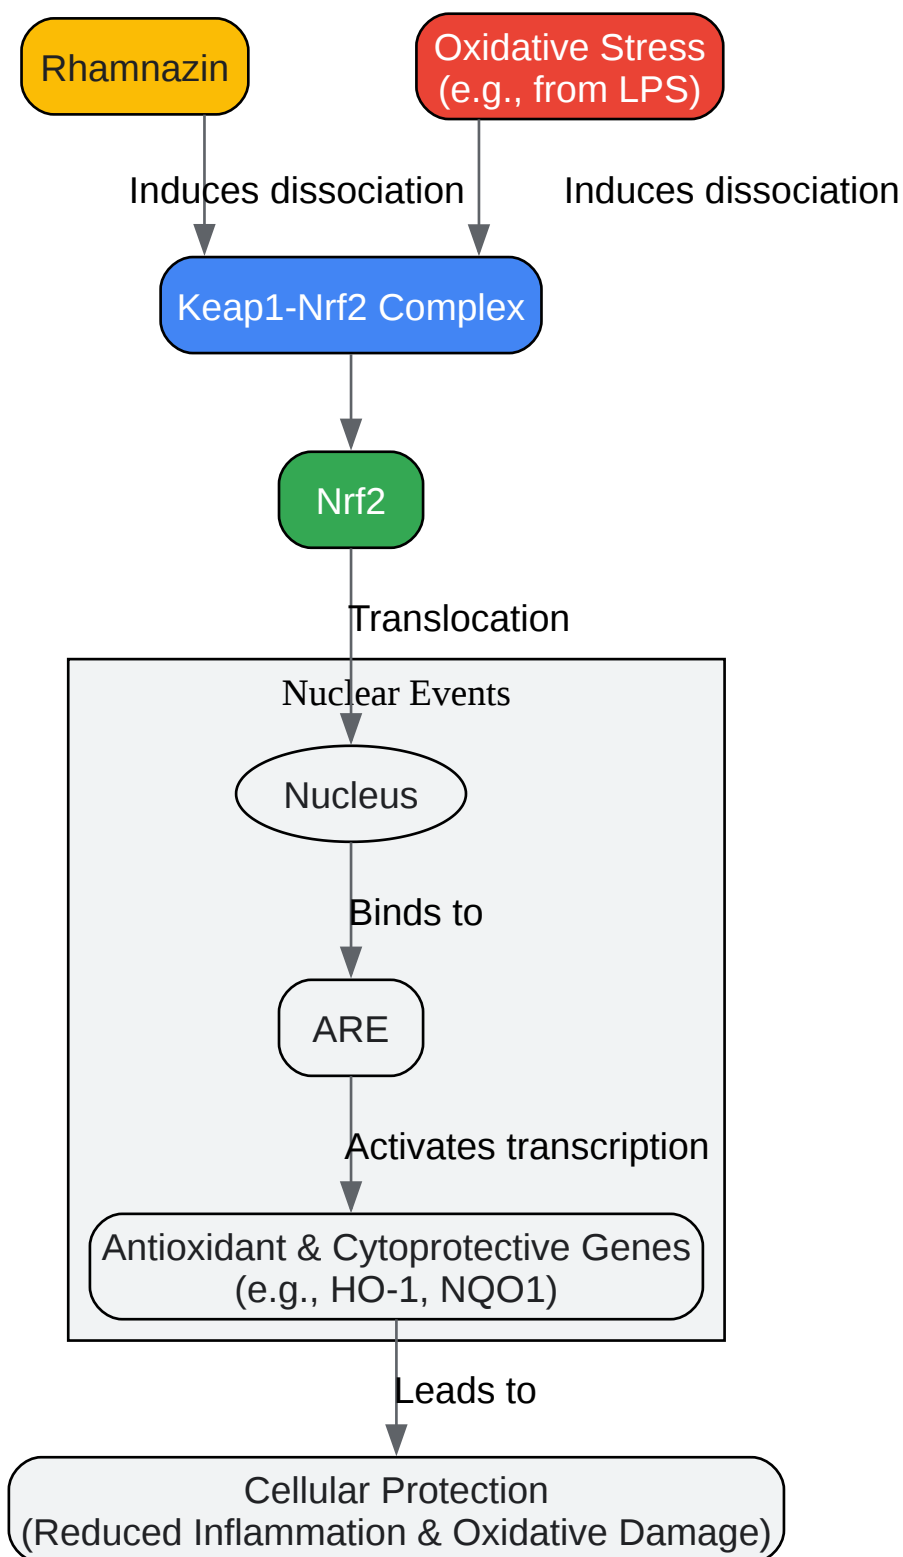 Rhamnazin
Oxidative Stress
(e.g., from LPS)
Induces dissociation
Induces dissociation
Keap1-Nrf2 Complex
Nrf2
Translocation
Nuclear Events
Nucleus
Binds to
ARE
Activates transcription
Antioxidant & Cytoprotective Genes
(e.g., HO-1, NQO1)
Leads to
Cellular Protection
(Reduced Inflammation & Oxidative Damage)